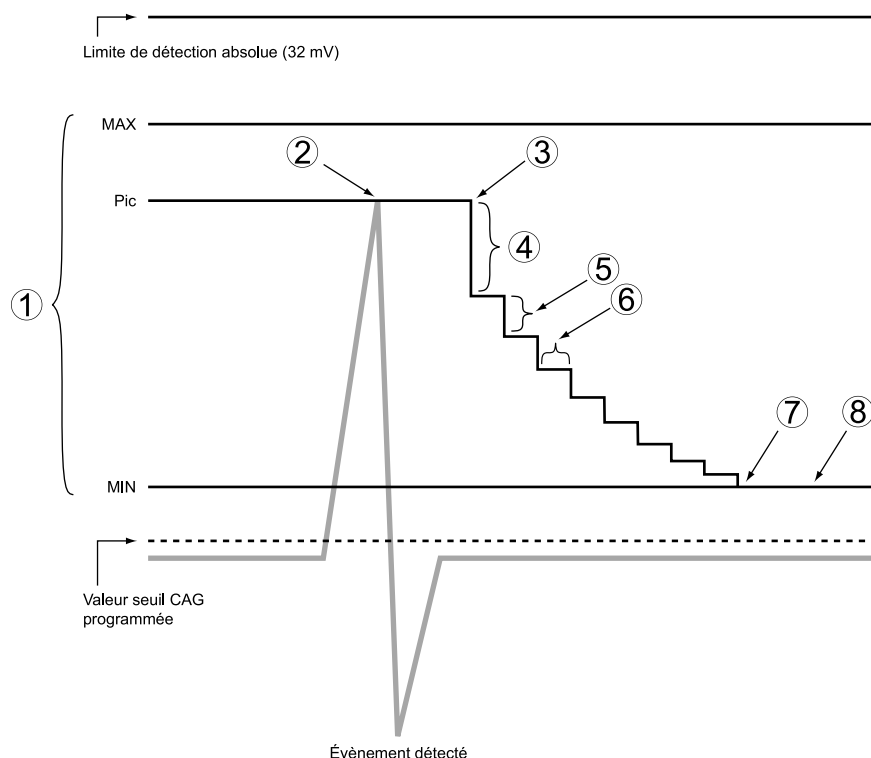 Limite de détection absolue (32 mV)
MAX
2
3
Pic
4
5
1
6
7
8
MIN
Valeur seuil CAG
programmée
Évènement détecté